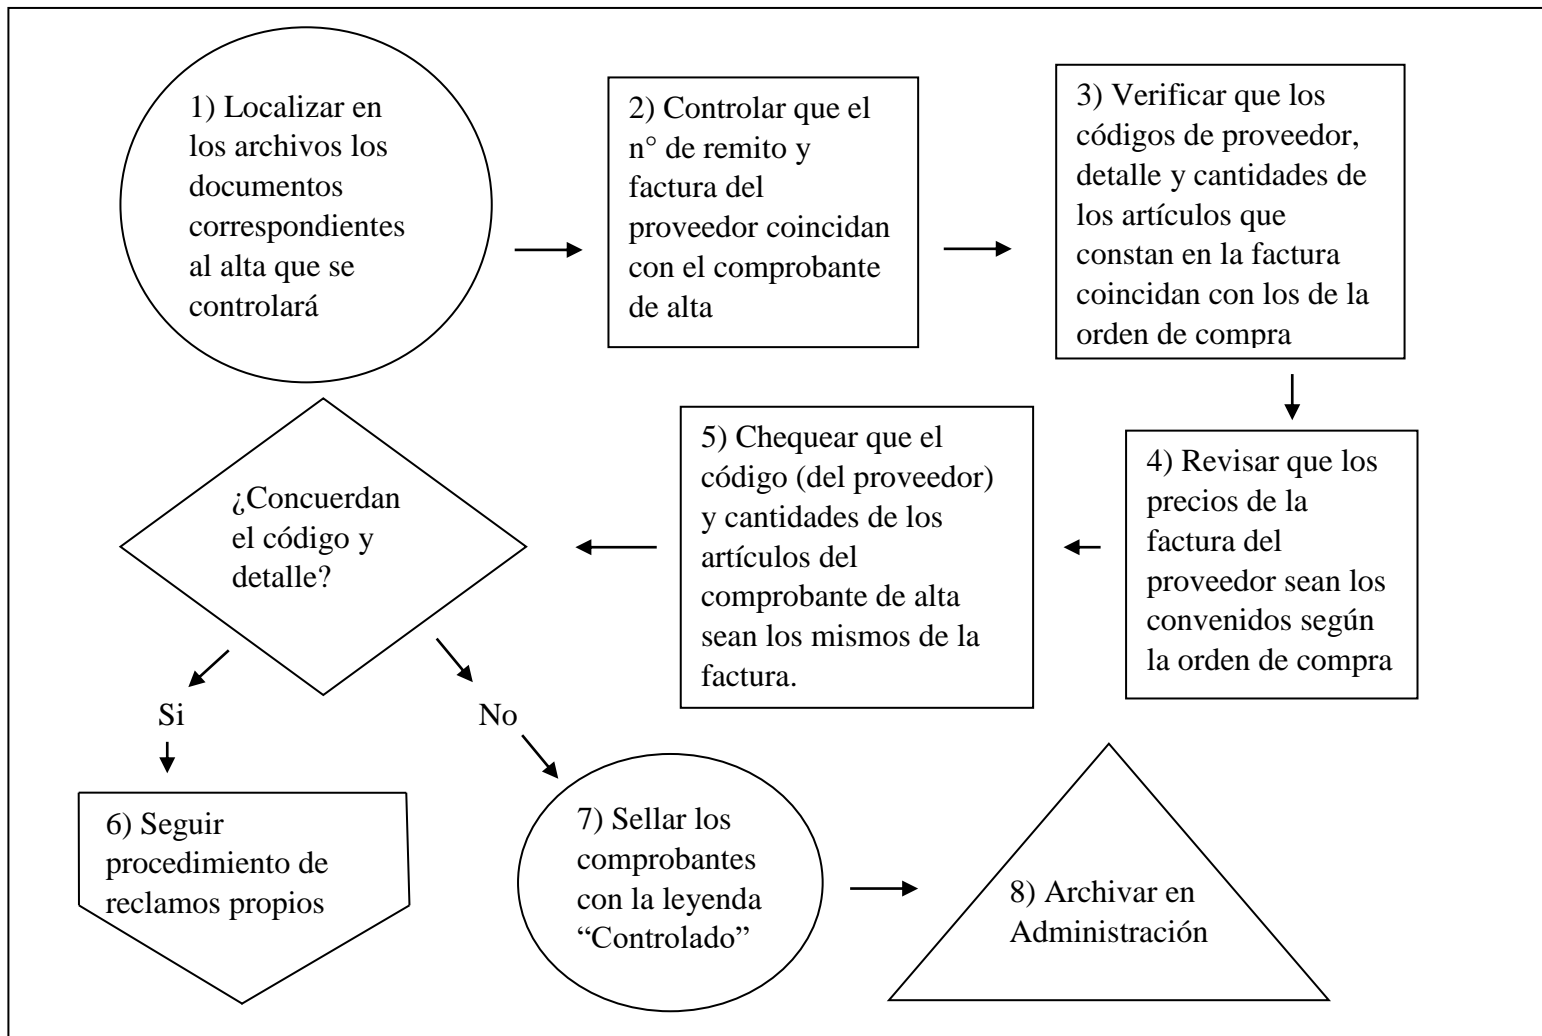 1) Localizar en
los archivos los
documentos
correspondientes
al alta que se
controlará
2) Controlar que el
n° de remito y
factura del
proveedor coincidan
con el comprobante
de alta
3) Verificar que los
códigos de proveedor,
detalle y cantidades de
los artículos que
constan en la factura
coincidan con los de la
orden de compra
4) Revisar que los
precios de la
factura del
proveedor sean los
convenidos según
la orden de compra
5) Chequear que el
código (del proveedor)
y cantidades de los
artículos del
comprobante de alta
sean los mismos de la
factura.
¿Concuerdan
el código y
detalle?
Si
No
6) Seguir
procedimiento de
reclamos propios
7) Sellar los
comprobantes
con la leyenda
“Controlado”
8) Archivar en
Administración